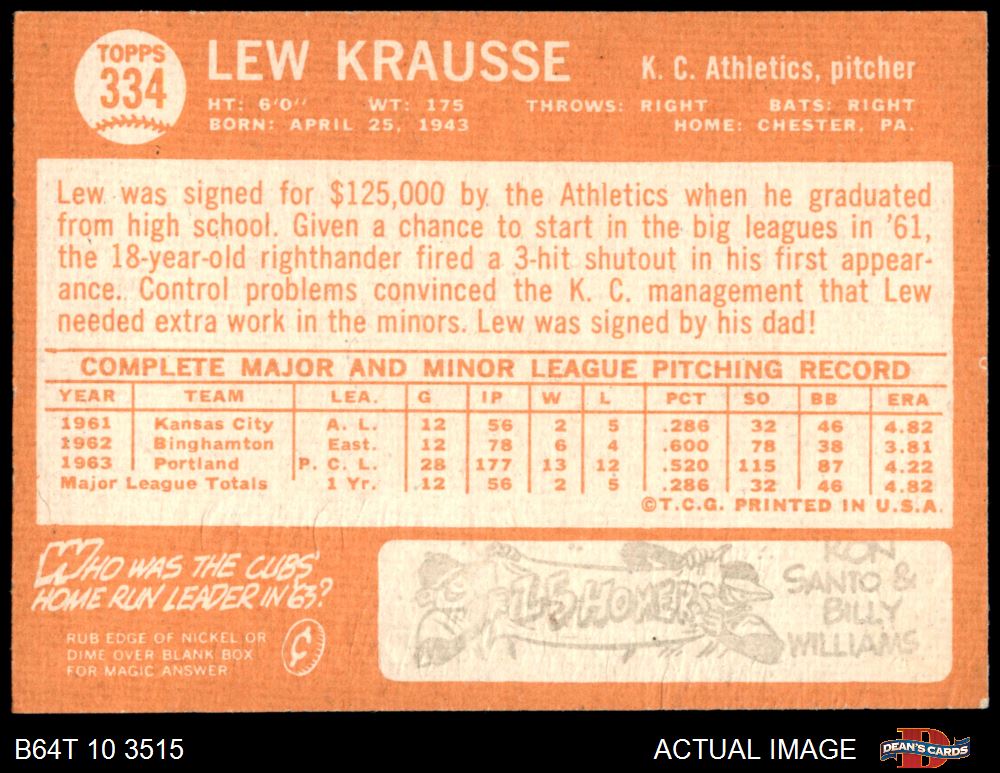 TOPPS
334
LEW KRAUSSE
K. C. Athletics, pitcher
HT: 6'0" WT: 175 THROWS: RIGHT BATS: RIGHT
BORN: APRIL 25, 1943 HOME: CHESTER, PA.
Lew was signed for $125,000 by the Athletics when he graduated
from high school. Given a chance to start in the big leagues in '61,
the 18-year-old righthander fired a 3-hit shutout in his first appear-
ance. Control problems convinced the K. C. management that Lew
needed extra work in the minors. Lew was signed by his dad!
COMPLETE MAJOR AND MINOR LEAGUE PITCHING RECORD
YEAR TEAM LEA. G IP W L PCT SO BB ERA
1961 Kansas City A. L. 12 56 2 5 .286 32 46 4.82
1962 Binghamton East. 12 78 6 4 .600 78 38 3.81
1963 Portland P. C. L. 28 177 13 12 .520 115 87 4.22
Major League Totals 1 Yr. 12 56 2 5 .286 32 46 4.82
©T.C.G. PRINTED IN U.S.A.
WHO WAS THE CUBS'
HOME RUN LEADER IN 63?
RUB EDGE OF NICKEL OR
DIME OVER BLANK BOX
FOR MAGIC ANSWER
¢
HOMERS
RON
SANTO &
BILLY
WILLIAMS
B64T 10 3515
ACTUAL IMAGE
DEAN'S CARDS